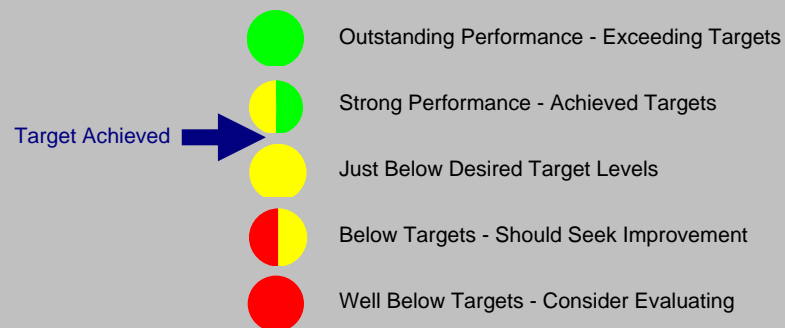 Outstanding Performance - Exceeding Targets
Strong Performance - Achieved Targets
Target Achieved
Just Below Desired Target Levels
Below Targets - Should Seek Improvement
Well Below Targets - Consider Evaluating